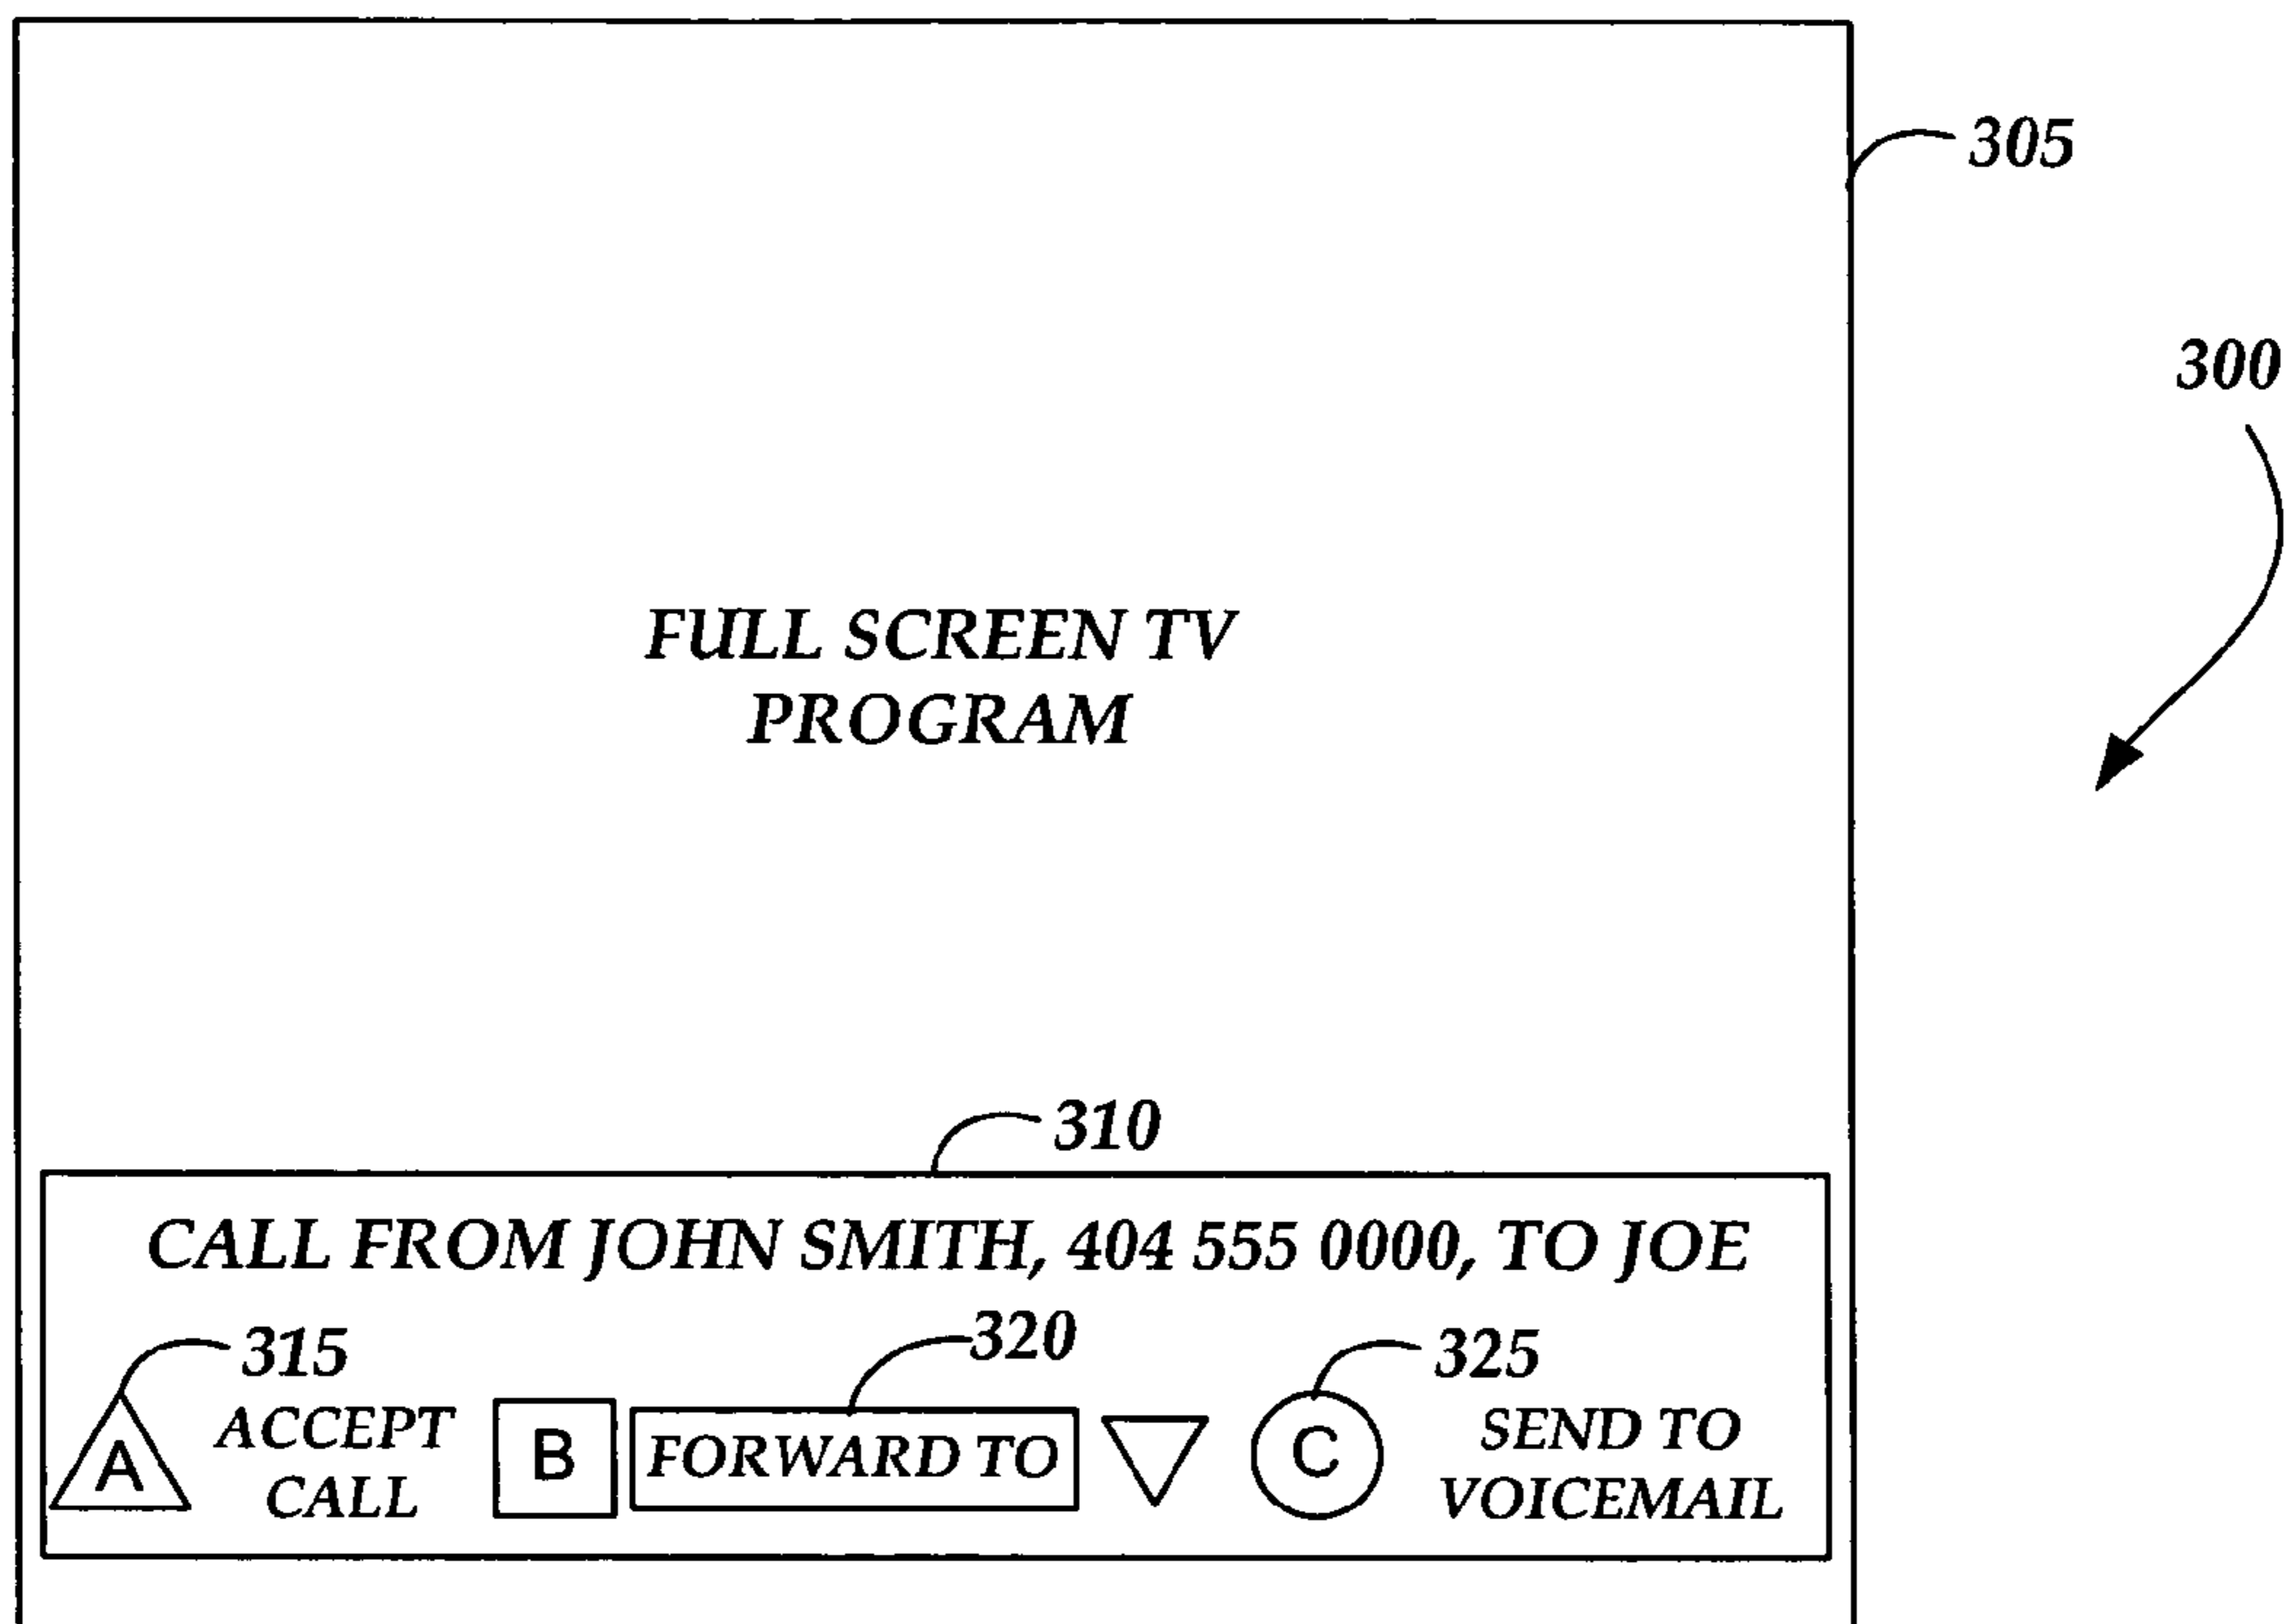 305
300
FULL SCREEN TV
PROGRAM
310
CALL FROM JOHN SMITH, 404 555 0000, TO JOE
315
320
325
A
ACCEPT
CALL
B
FORWARD TO
C
SEND TO
VOICEMAIL